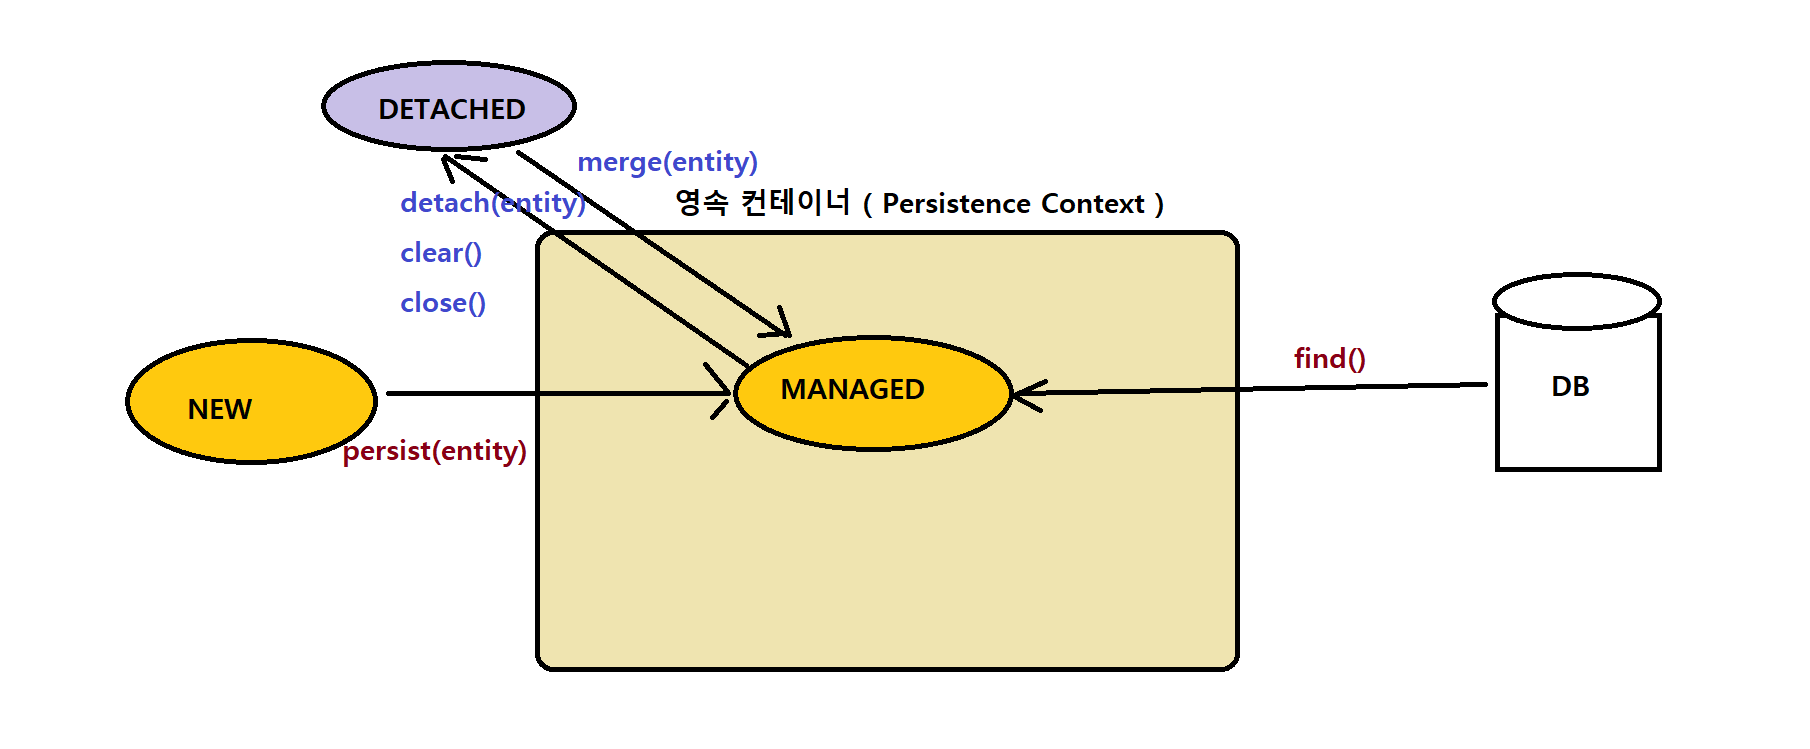 DETACHED
merge(entity)
detach(entity)
영속 컨테이너 ( Persistence Context )
clear()
close()
find()
MANAGED
DB
NEW
persist(entity)